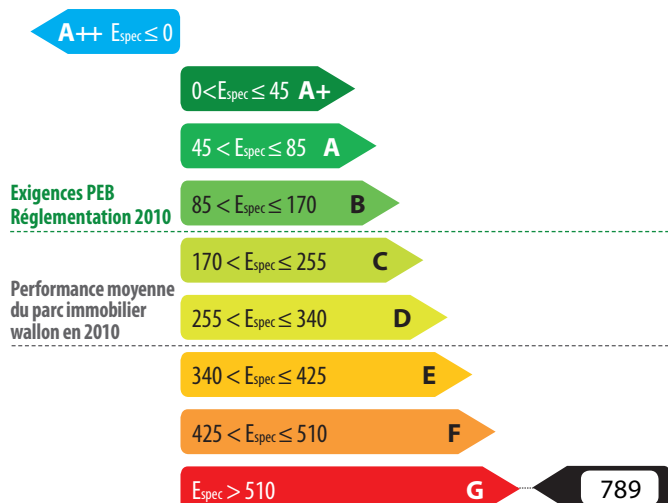 A++ Espec ≤ 0
0<Espec ≤ 45 A+
45 < Espec ≤ 85 A
Exigences PEB
Réglementation 2010
85 < Espec ≤ 170 B
170 < Espec ≤ 255 C
Performance moyenne
du parc immobilier
wallon en 2010
255 < Espec ≤ 340 D
340 < Espec ≤ 425 E
425 < Espec ≤ 510 F
Espec > 510 G
789